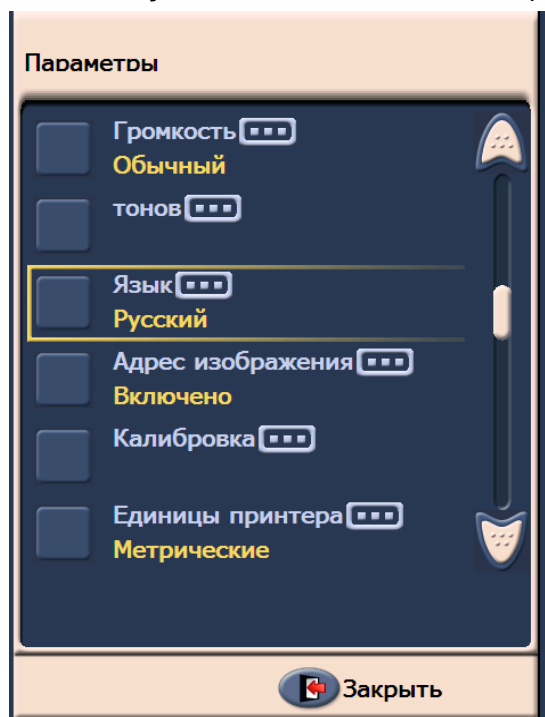 Параметры
Громкость
Обычный
тонов
Язык
Русский
Адрес изображения
Включено
Калибровка
Единицы принтера
Метрические
Закрыть